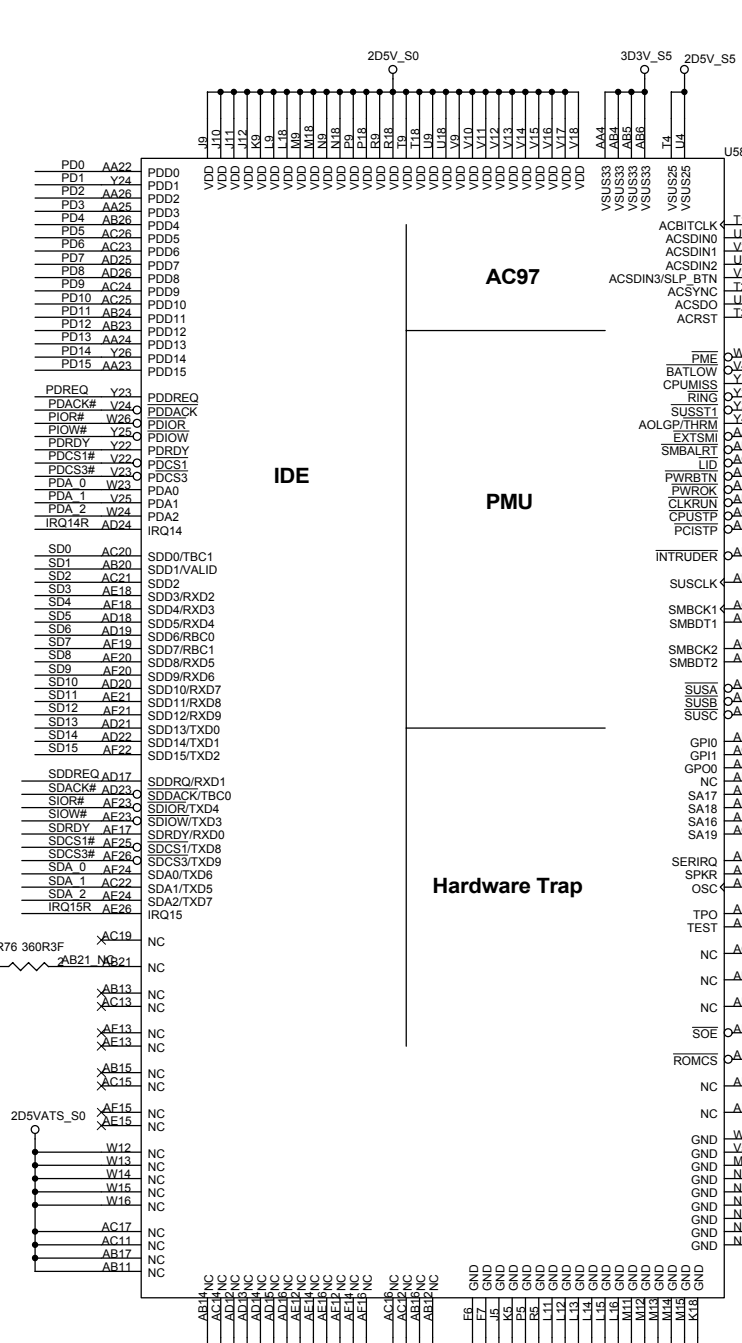 2D5V_S0
3D3V_S5
2D5V_S5
J9 J10 J11 J12 K9 L9 L18 M9 M18 N9 N18 P9 P18 R9 R18 T9 T18 U9 U18 V9 V10 V11 V12 V13 V14 V15 V16 V17 V18
AA4 AB4 AB5 AB6
T4 U4
U58
VDD VDD VDD VDD VDD VDD VDD VDD VDD VDD VDD VDD VDD VDD VDD VDD VDD VDD VDD VDD VDD VDD VDD VDD VDD VDD VDD VDD VDD
VSUS33 VSUS33 VSUS33 VSUS33
VSUS25 VSUS25
PD0 AA22 PDD0
PD1 Y24 PDD1
PD2 AA26 PDD2
PD3 AA25 PDD3
PD4 AB26 PDD4
PD5 AC26 PDD5
PD6 AC23 PDD6
PD7 AD25 PDD7
PD8 AD26 PDD8
PD9 AC24 PDD9
PD10 AC25 PDD10
PD11 AB24 PDD11
PD12 AB23 PDD12
PD13 AA24 PDD13
PD14 Y26 PDD14
PD15 AA23 PDD15
PDREQ Y23 PDDREQ
PDACK# V24 PDDACK
PIOR# W26 PDIOR
PIOW# Y25 PDIOW
PDRDY Y22 PDRDY
PDCS1# V22 PDCS1
PDCS3# V23 PDCS3
PDA_0 W23 PDA0
PDA_1 V25 PDA1
PDA_2 W24 PDA2
IRQ14R AD24 IRQ14
SD0 AC20 SDD0/TBC1
SD1 AB20 SDD1/VALID
SD2 AC21 SDD2
SD3 AE18 SDD3/RXD2
SD4 AF18 SDD4/RXD3
SD5 AD18 SDD5/RXD4
SD6 AD19 SDD6/RBC0
SD7 AF19 SDD7/RBC1
SD8 SDD8/RXD5
SD9 SDD9/RXD6
SD10 AD20 SDD10/RXD7
SD11 AE21 SDD11/RXD8
SD12 AF21 SDD12/RXD9
SD13 AD21 SDD13/TXD0
SD14 AD22 SDD14/TXD1
SD15 AF22 SDD15/TXD2
SDDREQ AD17 SDDRQ/RXD1
SDACK# AD23 SDDACK/TBC0
SIOR# SDIOR/TXD4
SIOW# SDIOW/TXD3
SDRDY AF17 SDRDY/RXD0
SDCS1# AF25 SDCS1/TXD8
SDCS3# AF26 SDCS3/TXD9
SDA_0 AF24 SDA0/TXD6
SDA_1 AC22 SDA1/TXD5
SDA_2 AE24 SDA2/TXD7
IRQ15R AE26 IRQ15
AC19 NC
R76 360R3F
2 AB21_NC AB21 NC
AB13 NC
AC13 NC
AF13 NC
AE13 NC
AB15 NC
AC15 NC
AF15 NC
AE15 NC
2D5VATS_S0
W12 NC
W13 NC
W14 NC
W15 NC
W16 NC
AC17 NC
AC11 NC
AB17 NC
AB11 NC
IDE
AC97
PMU
Hardware Trap
ACBITCLK
ACSDIN0
ACSDIN1
ACSDIN2
ACSDIN3/SLP_BTN
ACSYNC
ACSDO
ACRST
PME
BATLOW
CPUMISS
RING
SUSST1
AOLGP/THRM
EXTSMI
SMBALRT
LID
PWRBTN
PWROK
CLKRUN
CPUSTP
PCISTP
INTRUDER
SUSCLK
SMBCK1
SMBDT1
SMBCK2
SMBDT2
SUSA
SUSB
SUSC
GPI0
GPI1
GPO0
NC
SA17
SA18
SA16
SA19
SERIRQ
SPKR
OSC
TPO
TEST
NC
NC
NC
SOE
ROMCS
NC
NC
GND
GND
GND
GND
GND
GND
GND
GND
GND
NC NC NC NC NC NC NC NC NC NC NC NC NC
NC NC NC NC
GND GND GND GND GND GND GND GND GND GND GND GND GND GND GND GND GND GND
AB14 AC14 AD12 AD13 AD14 AD15 AD16 AE12 AE14 AE16 AF12 AF14 AF16
AC16 AC12 AB16 AB12
F6 F7 J5 K5 P5 R5 L11 L12 L13 L14 L15 L16 M11 M12 M13 M14 M15 K18